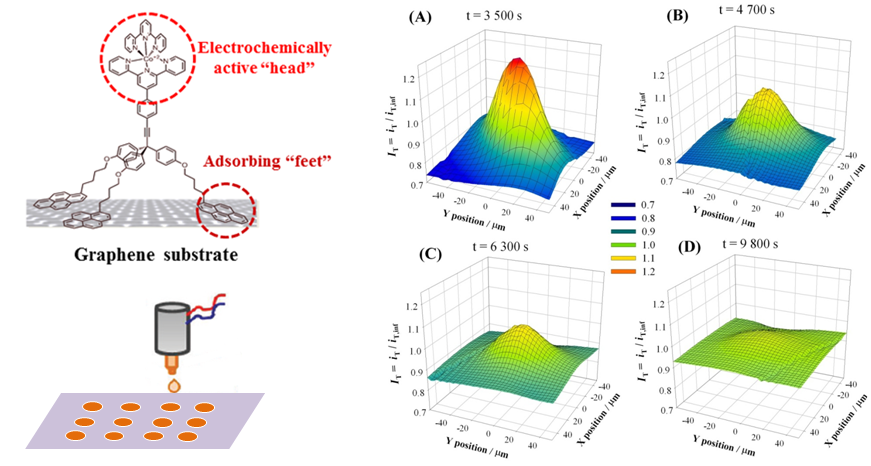 Electrochemically
active “head”
Co+2
N
N
N
N
N
N
O
O
O
Adsorbing “feet”
Graphene substrate
(A)
t = 3 500 s
1.2
1.1
1.0
0.9
0.8
0.7
I_T = i_T / i_T,inf
-40
-20
0
20
40
Y position / µm
-40
-20
0
20
40
X position / µm
(B)
t = 4 700 s
1.2
1.1
1.0
0.9
0.8
0.7
I_T = i_T / i_T,inf
-40
-20
0
20
40
Y position / µm
-40
-20
0
20
40
X position / µm
0.7
0.8
0.9
1.0
1.1
1.2
(C)
t = 6 300 s
1.2
1.1
1.0
0.9
0.8
0.7
I_T = i_T / i_T,inf
-40
-20
0
20
40
Y position / µm
-40
-20
0
20
40
X position / µm
(D)
t = 9 800 s
1.2
1.1
1.0
0.9
0.8
0.7
I_T = i_T / i_T,inf
-40
-20
0
20
40
Y position / µm
-40
-20
0
20
40
X position / µm